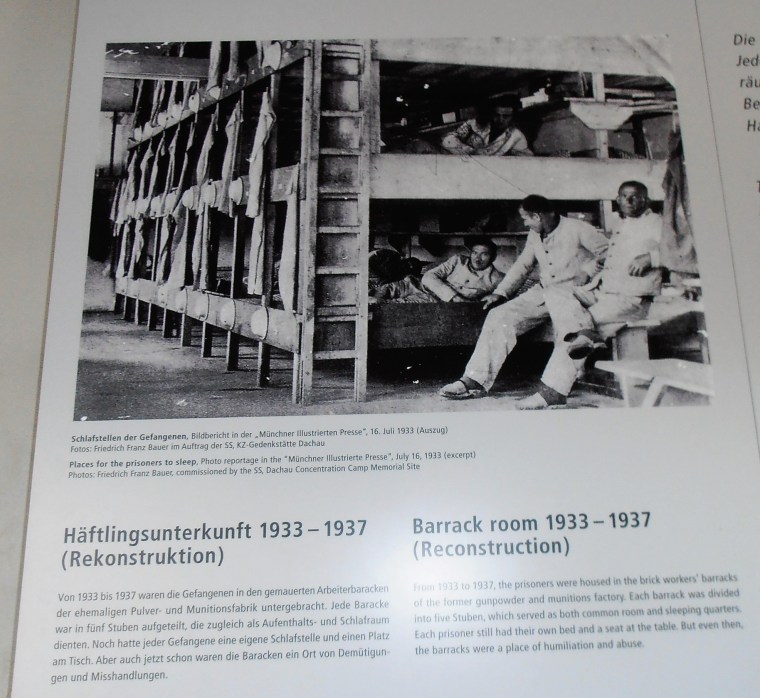 Schlafstellen der Gefangenen, Bildbericht in der „Münchner Illustrierten Presse", 16. Juli 1933 (Auszug)
Fotos: Friedrich Franz Bauer im Auftrag der SS, KZ-Gedenkstätte Dachau
Places for the prisoners to sleep, Photo reportage in the "Münchner Illustrierte Presse", July 16, 1933 (excerpt)
Photos: Friedrich Franz Bauer, commissioned by the SS, Dachau Concentration Camp Memorial Site
Häftlingsunterkunft 1933 – 1937
(Rekonstruktion)
Von 1933 bis 1937 waren die Gefangenen in den gemauerten Arbeiterbaracken
der ehemaligen Pulver- und Munitionsfabrik untergebracht. Jede Baracke
war in fünf Stuben aufgeteilt, die zugleich als Aufenthalts- und Schlafraum
dienten. Noch hatte jeder Gefangene eine eigene Schlafstelle und einen Platz
am Tisch. Aber auch jetzt schon waren die Baracken ein Ort von Demütigun-
gen und Misshandlungen.
Barrack room 1933 – 1937
(Reconstruction)
From 1933 to 1937, the prisoners were housed in the brick workers' barracks
of the former gunpowder and munitions factory. Each barrack was divided
into five Stuben, which served as both common room and sleeping quarters.
Each prisoner still had their own bed and a seat at the table. But even then,
the barracks were a place of humiliation and abuse.
Die